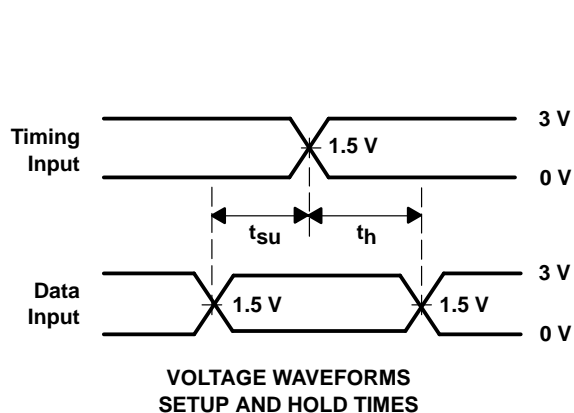 3 V
Timing
Input
1.5 V
0 V
tsu
th
3 V
Data
Input
1.5 V
1.5 V
0 V
VOLTAGE WAVEFORMS
SETUP AND HOLD TIMES